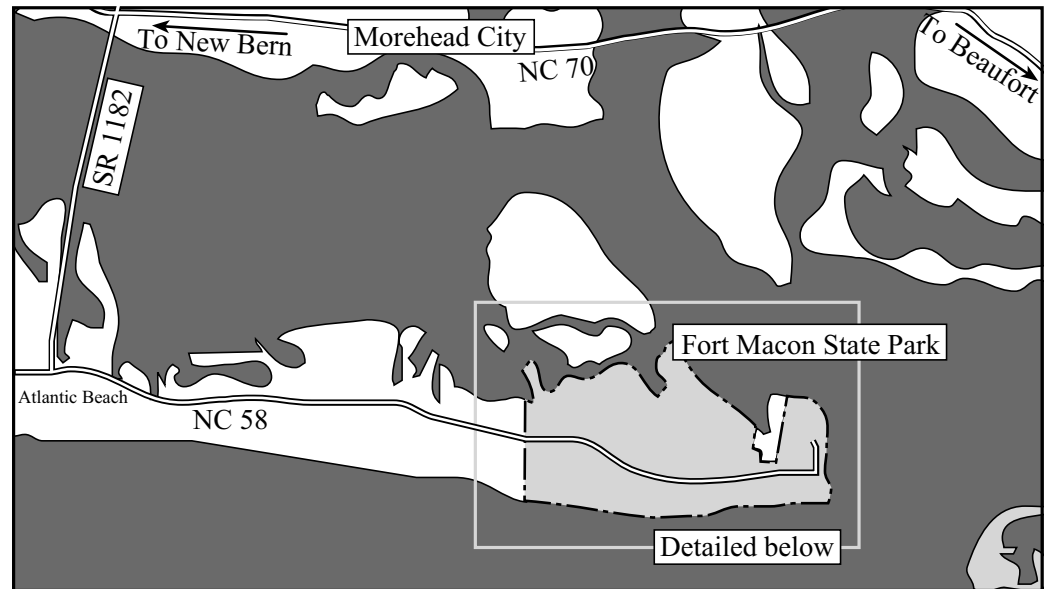 To New Bern
Morehead City
NC 70
To Beaufort
SR 1182
Fort Macon State Park
Atlantic Beach
NC 58
Detailed below